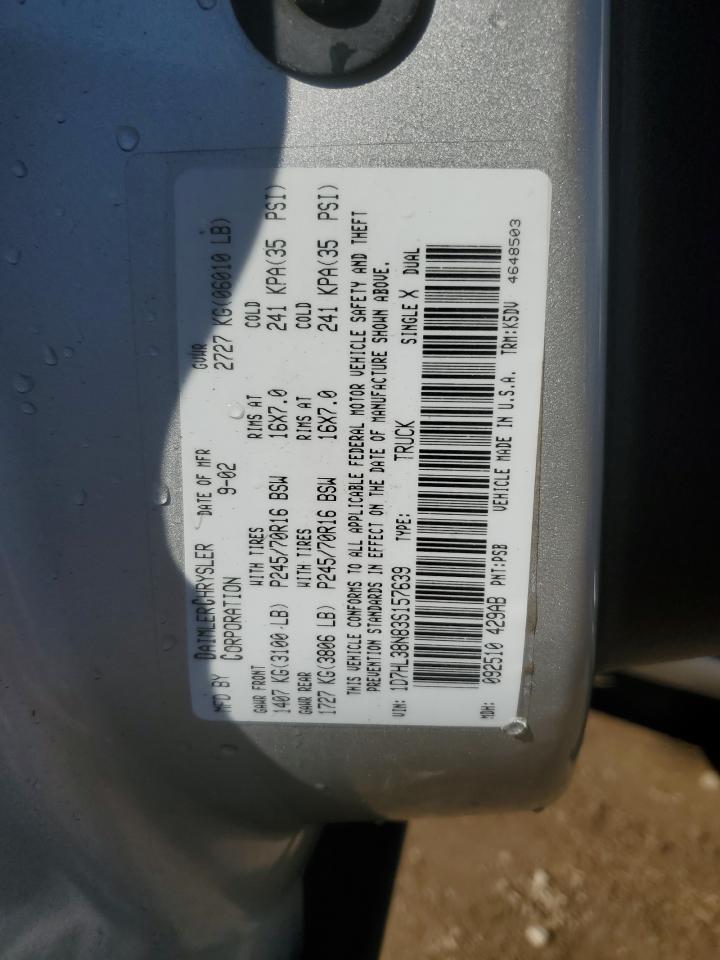 MFD BY DAIMLERCHRYSLER CORPORATION DATE OF MFR 9-02 GVWR 2727 KG(06010 LB)
GAWR FRONT WITH TIRES RIMS AT COLD
1407 KG(3100 LB) P245/70R16 BSW 16X7.0 241 KPA(35 PSI)
GAWR REAR WITH TIRES RIMS AT COLD
1727 KG(3806 LB) P245/70R16 BSW 16X7.0 241 KPA(35 PSI)
THIS VEHICLE CONFORMS TO ALL APPLICABLE FEDERAL MOTOR VEHICLE SAFETY AND THEFT
PREVENTION STANDARDS IN EFFECT ON THE DATE OF MANUFACTURE SHOWN ABOVE.
VIN: 1D7HL38N83S157639 TYPE: TRUCK SINGLE X DUAL
MDH: 092510 429AB PNT:PSB VEHICLE MADE IN U.S.A. TRM:K5DV 4648503